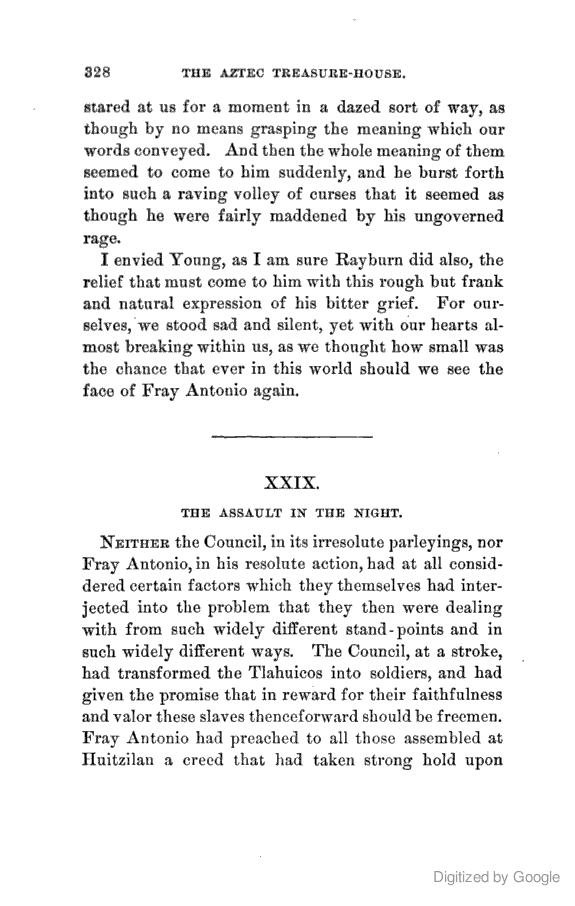 328 THE AZTEC TREASURE-HOUSE.
stared at us for a moment in a dazed sort of way, as
though by no means grasping the meaning which our
words conveyed. And then the whole meaning of them
seemed to come to him suddenly, and he burst forth
into such a raving volley of curses that it seemed as
though he were fairly maddened by his ungoverned
rage.
I envied Young, as I am sure Rayburn did also, the
relief that must come to him with this rough but frank
and natural expression of his bitter grief. For our-
selves, we stood sad and silent, yet with our hearts al-
most breaking within us, as we thought how small was
the chance that ever in this world should we see the
face of Fray Antonio again.
XXIX.
THE ASSAULT IN THE NIGHT.
NEITHER the Council, in its irresolute parleyings, nor
Fray Antonio, in his resolute action, had at all consid-
dered certain factors which they themselves had inter-
jected into the problem that they then were dealing
with from such widely different stand-points and in
such widely different ways. The Council, at a stroke,
had transformed the Tlahuicos into soldiers, and had
given the promise that in reward for their faithfulness
and valor these slaves thenceforward should be freemen.
Fray Antonio had preached to all those assembled at
Huitzilan a creed that had taken strong hold upon
Digitized by Google